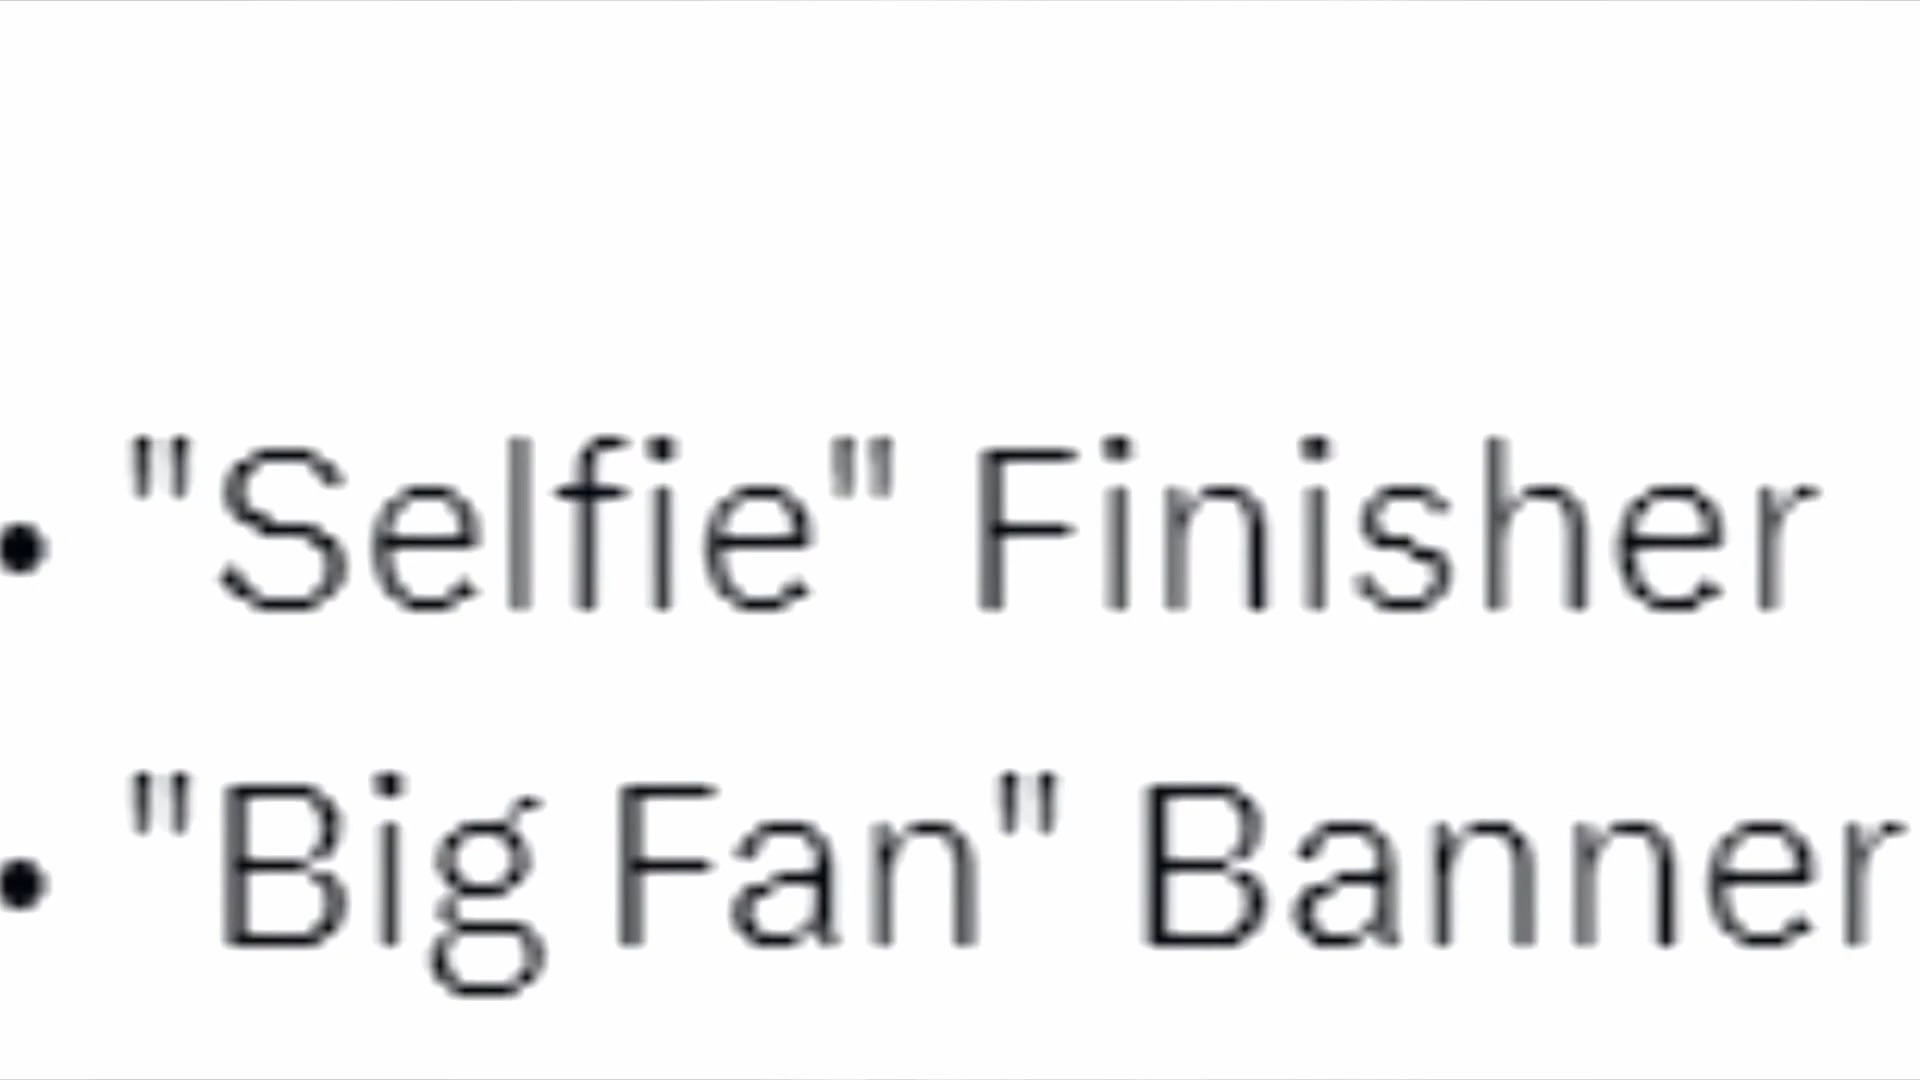 • "Selfie" Finisher
• "Big Fan" Banner